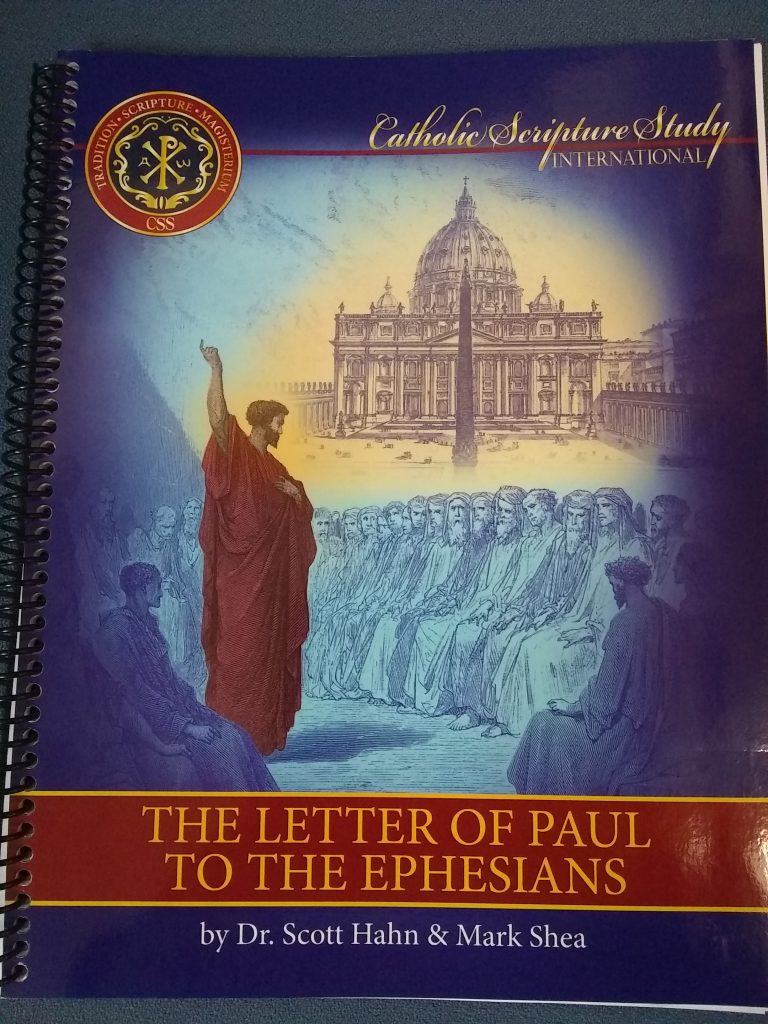 TRADITION • SCRIPTURE • MAGISTERIUM
Α Ω
CSS
Catholic Scripture Study
INTERNATIONAL
THE LETTER OF PAUL
TO THE EPHESIANS
by Dr. Scott Hahn & Mark Shea